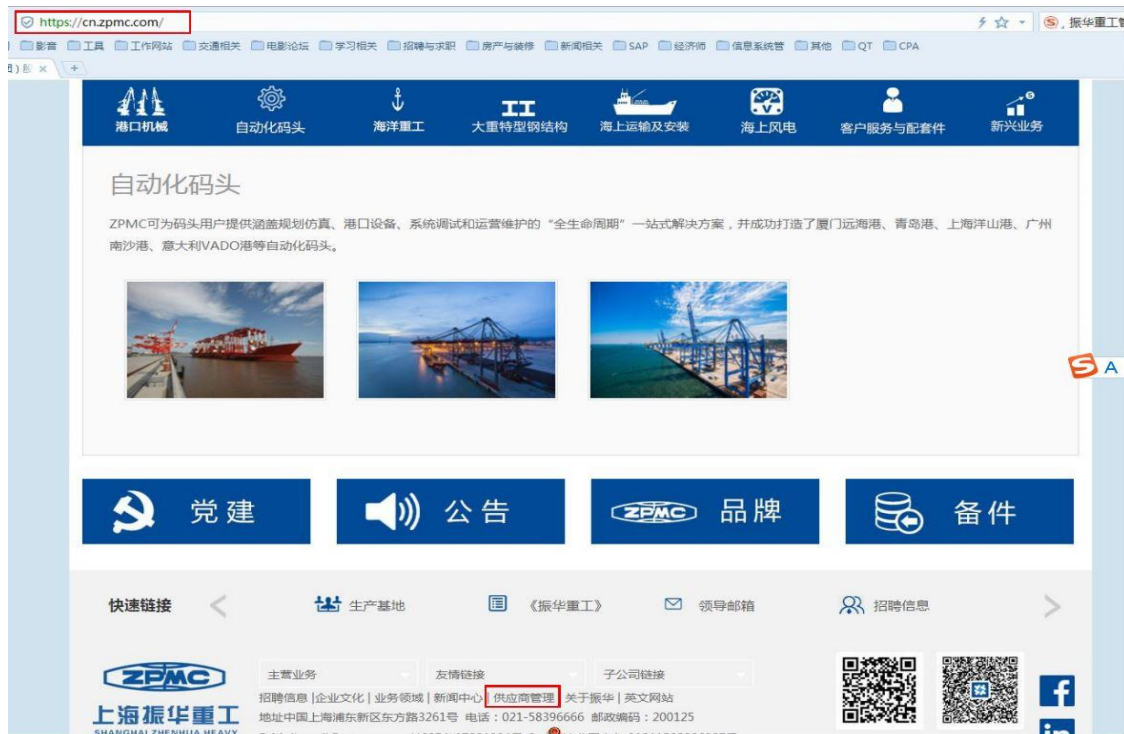 https://cn.zpmc.com/
振华重工
影音 工具 工作网站 交通相关 电影论坛 学习相关 招聘与求职 房产与装修 新闻相关 SAP 经济师 信息系统管 其他 QT CPA
港口机械 自动化码头 海洋重工 大重特型钢结构 海上运输及安装 海上风电 客户服务与配套件 新兴业务
自动化码头
ZPMC可为码头用户提供涵盖规划仿真、港口设备、系统调试和运营维护的“全生命周期”一站式解决方案，并成功打造了厦门远海港、青岛港、上海洋山港、广州
南沙港、意大利VADO港等自动化码头。
A
党建 公告 ZPMC 品牌 备件
快速链接 生产基地 《振华重工》 领导邮箱 招聘信息
ZPMC
主营业务 友情链接 子公司链接
招聘信息 | 企业文化 | 业务领域 | 新闻中心 | 供应商管理 | 关于振华 | 英文网站
上海振华重工
地址中国上海浦东新区东方路3261号 电话：021-58396666 邮政编码：200125
SHANGHAI ZHENHUA HEAVY